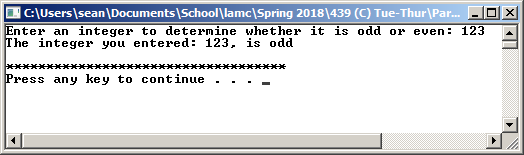 C:\Users\sean\Documents\School\lamc\Spring 2018\439 (C) Tue-Thur\Par...
Enter an integer to determine whether it is odd or even: 123
The integer you entered: 123, is odd
***********************************
Press any key to continue . . . _